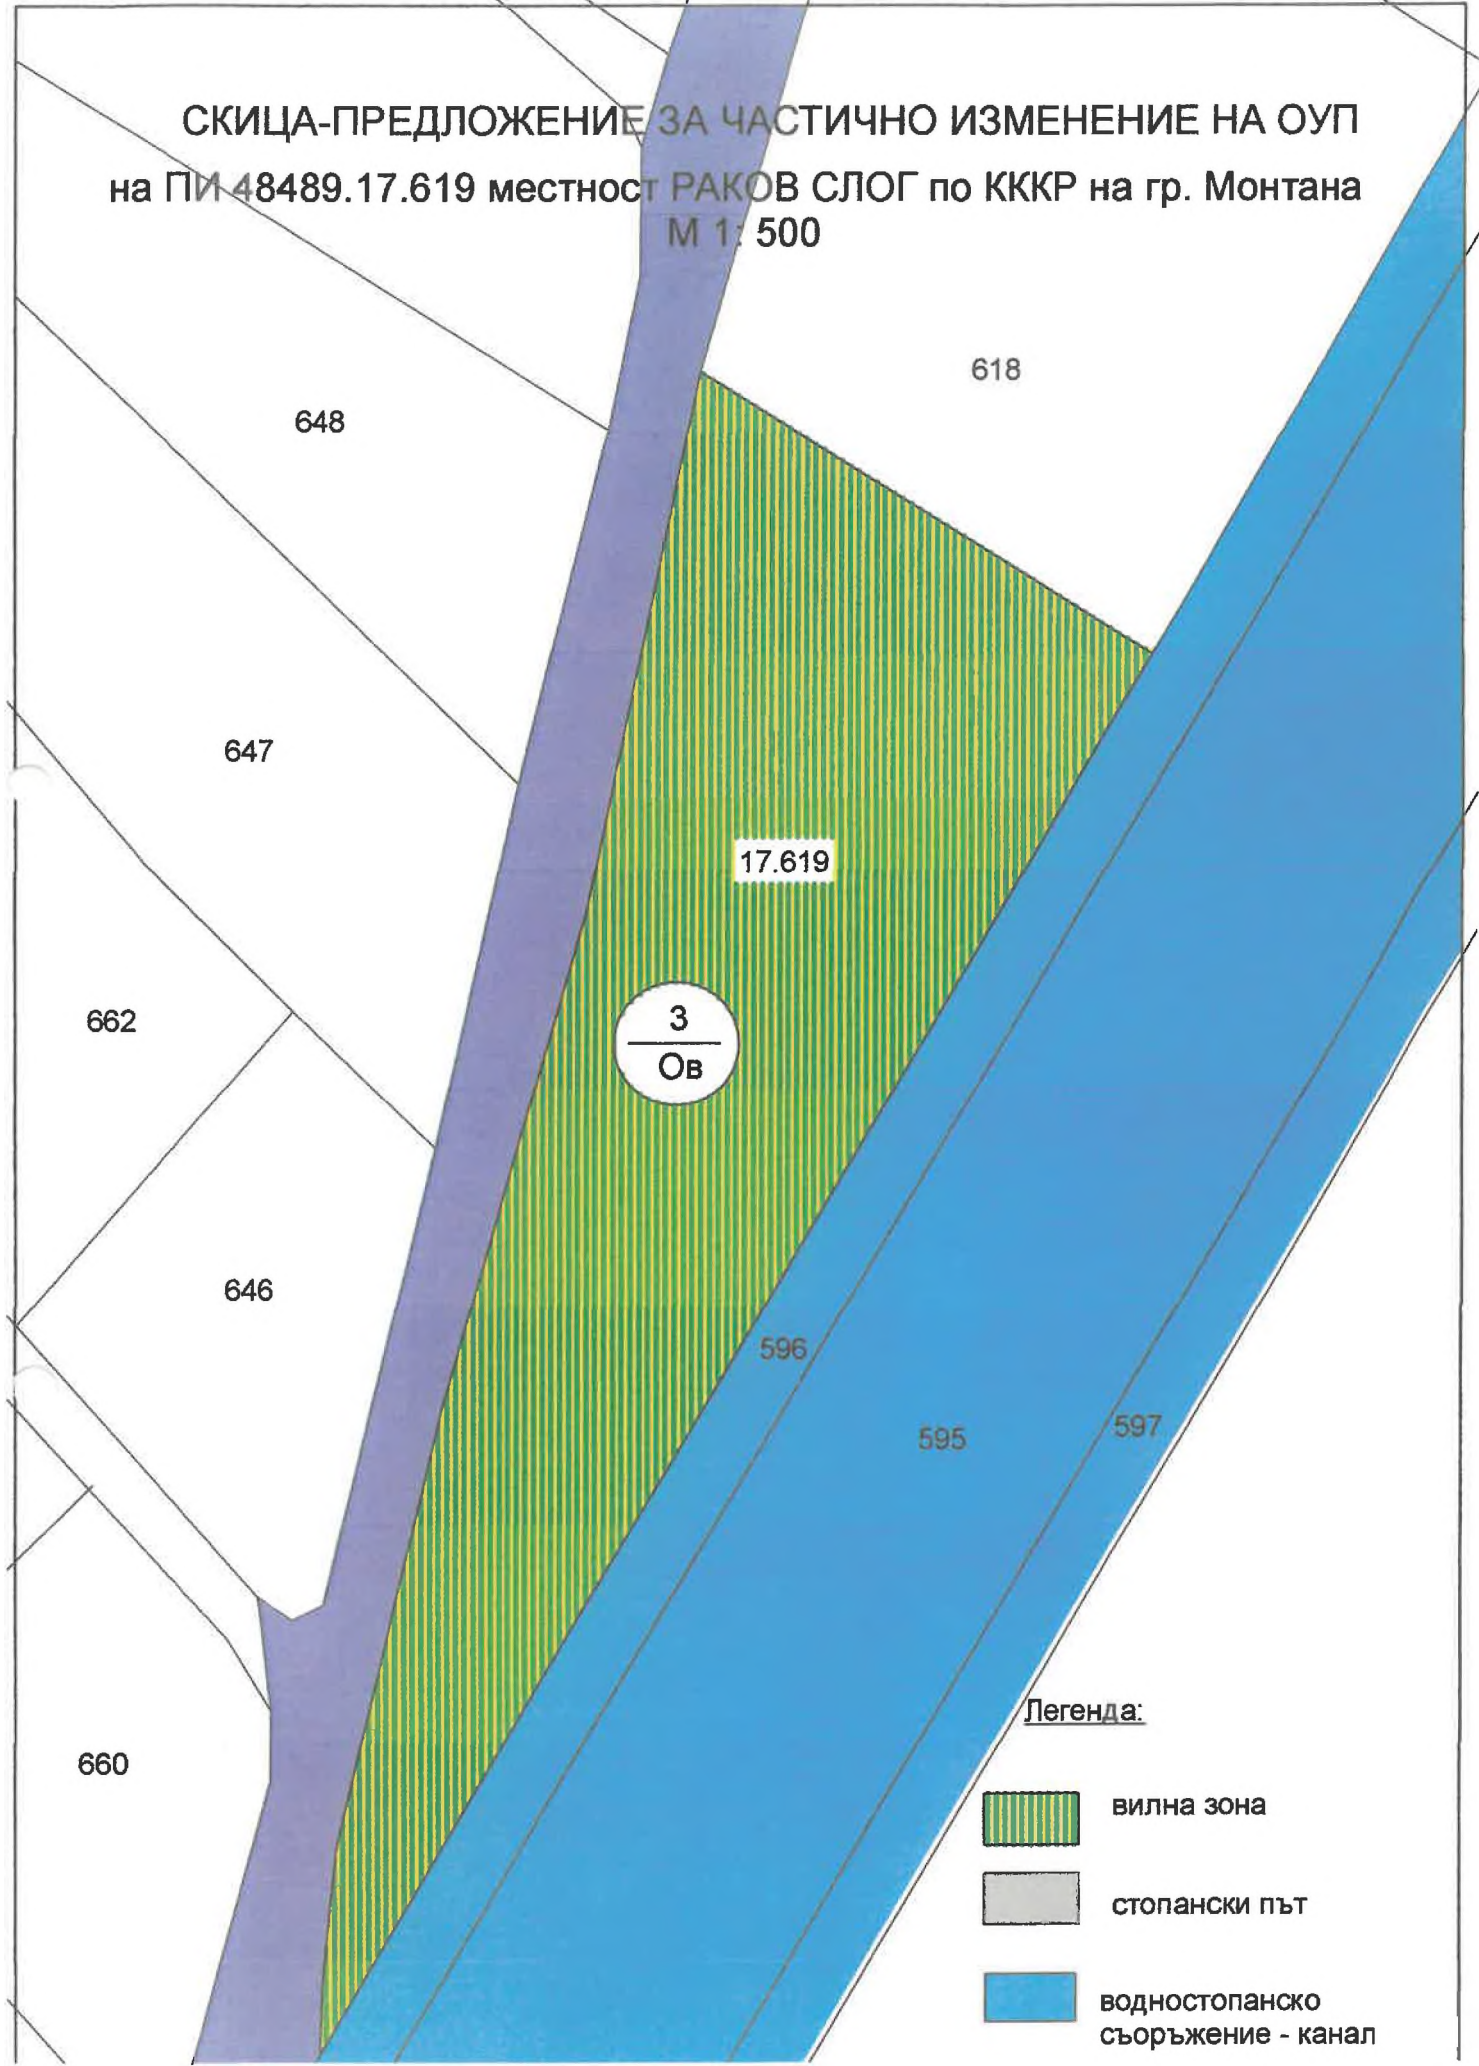 СКИЦА-ПРЕДЛОЖЕНИЕ ЗА ЧАСТИЧНО ИЗМЕНЕНИЕ НА ОУП
на ПИ 48489.17.619 местност РАКОВ СЛОГ по КККР на гр. Монтана
М 1: 500
618
648
647
17.619
662
3
Ов
646
596
595
597
660
Легенда:
вилна зона
стопански път
водностопанско
съоръжение - канал